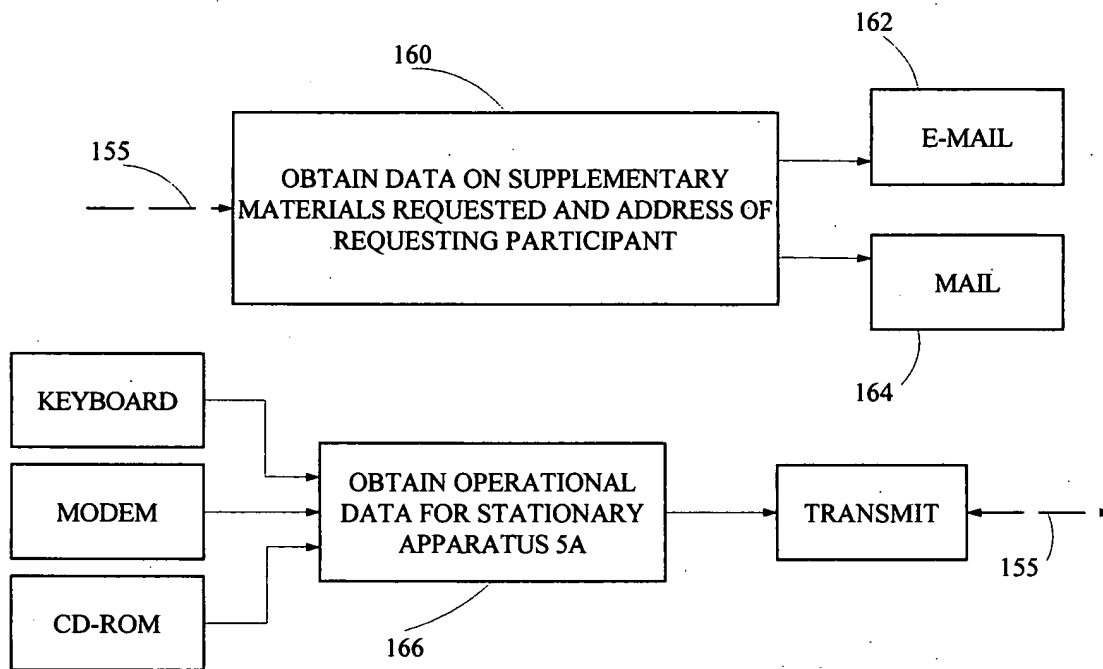 160
162
155
OBTAIN DATA ON SUPPLEMENTARY
MATERIALS REQUESTED AND ADDRESS OF
REQUESTING PARTICIPANT
E-MAIL
MAIL
164
KEYBOARD
MODEM
CD-ROM
OBTAIN OPERATIONAL
DATA FOR STATIONARY
APPARATUS 5A
166
TRANSMIT
155